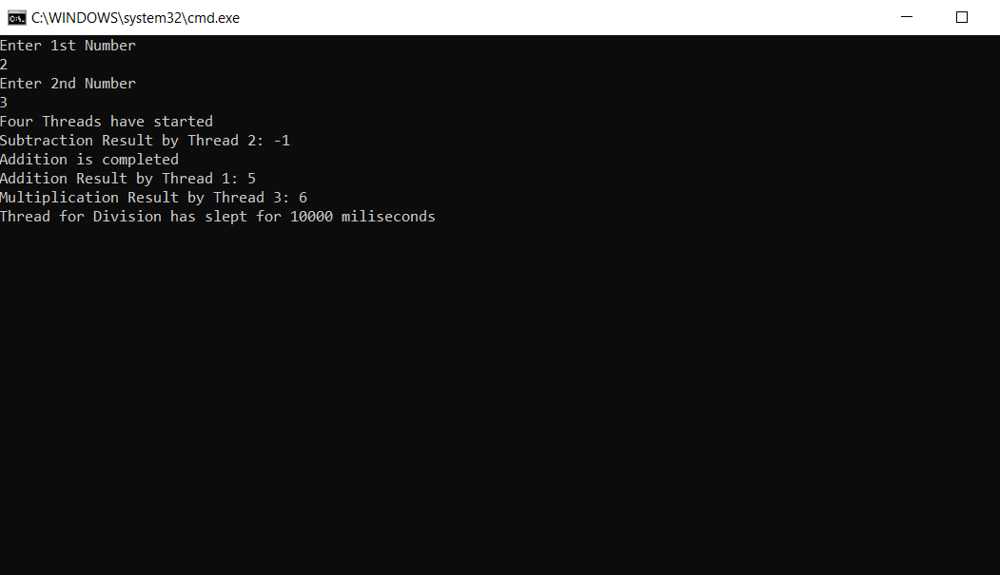 C:\WINDOWS\system32\cmd.exe
Enter 1st Number
2
Enter 2nd Number
3
Four Threads have started
Subtraction Result by Thread 2: -1
Addition is completed
Addition Result by Thread 1: 5
Multiplication Result by Thread 3: 6
Thread for Division has slept for 10000 miliseconds